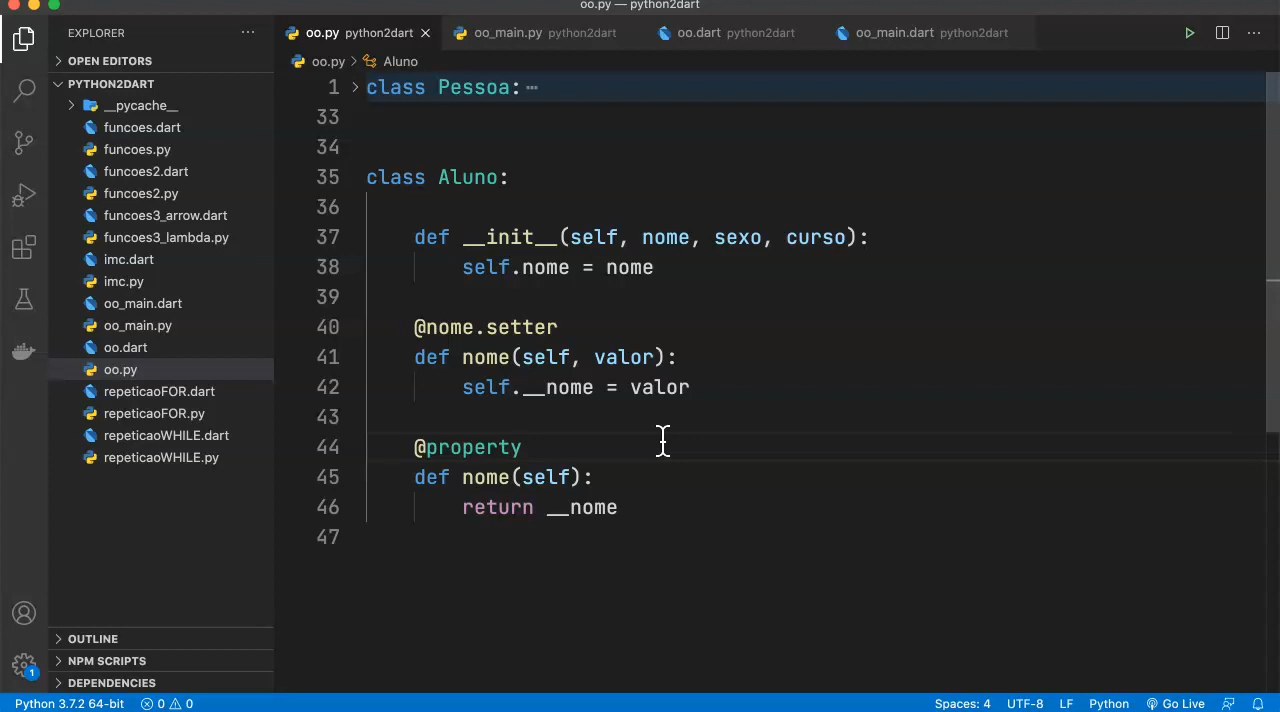 oo.py — python2dart
EXPLORER ···
oo.py python2dart
oo_main.py python2dart
oo.dart python2dart
oo_main.dart python2dart
oo.py > Aluno
OPEN EDITORS
PYTHON2DART
__pycache__
funcoes.dart
funcoes.py
funcoes2.dart
funcoes2.py
funcoes3_arrow.dart
funcoes3_lambda.py
imc.dart
imc.py
oo_main.dart
oo_main.py
oo.dart
oo.py
repeticaoFOR.dart
repeticaoFOR.py
repeticaoWHILE.dart
repeticaoWHILE.py
OUTLINE
NPM SCRIPTS
DEPENDENCIES
1 class Pessoa: ···
33
34
35 class Aluno:
36
37 def __init__(self, nome, sexo, curso):
38 self.nome = nome
39
40 @nome.setter
41 def nome(self, valor):
42 self.__nome = valor
43
44 @property
45 def nome(self):
46 return __nome
47
1
Python 3.7.2 64-bit 0 0 Spaces: 4 UTF-8 LF Python Go Live